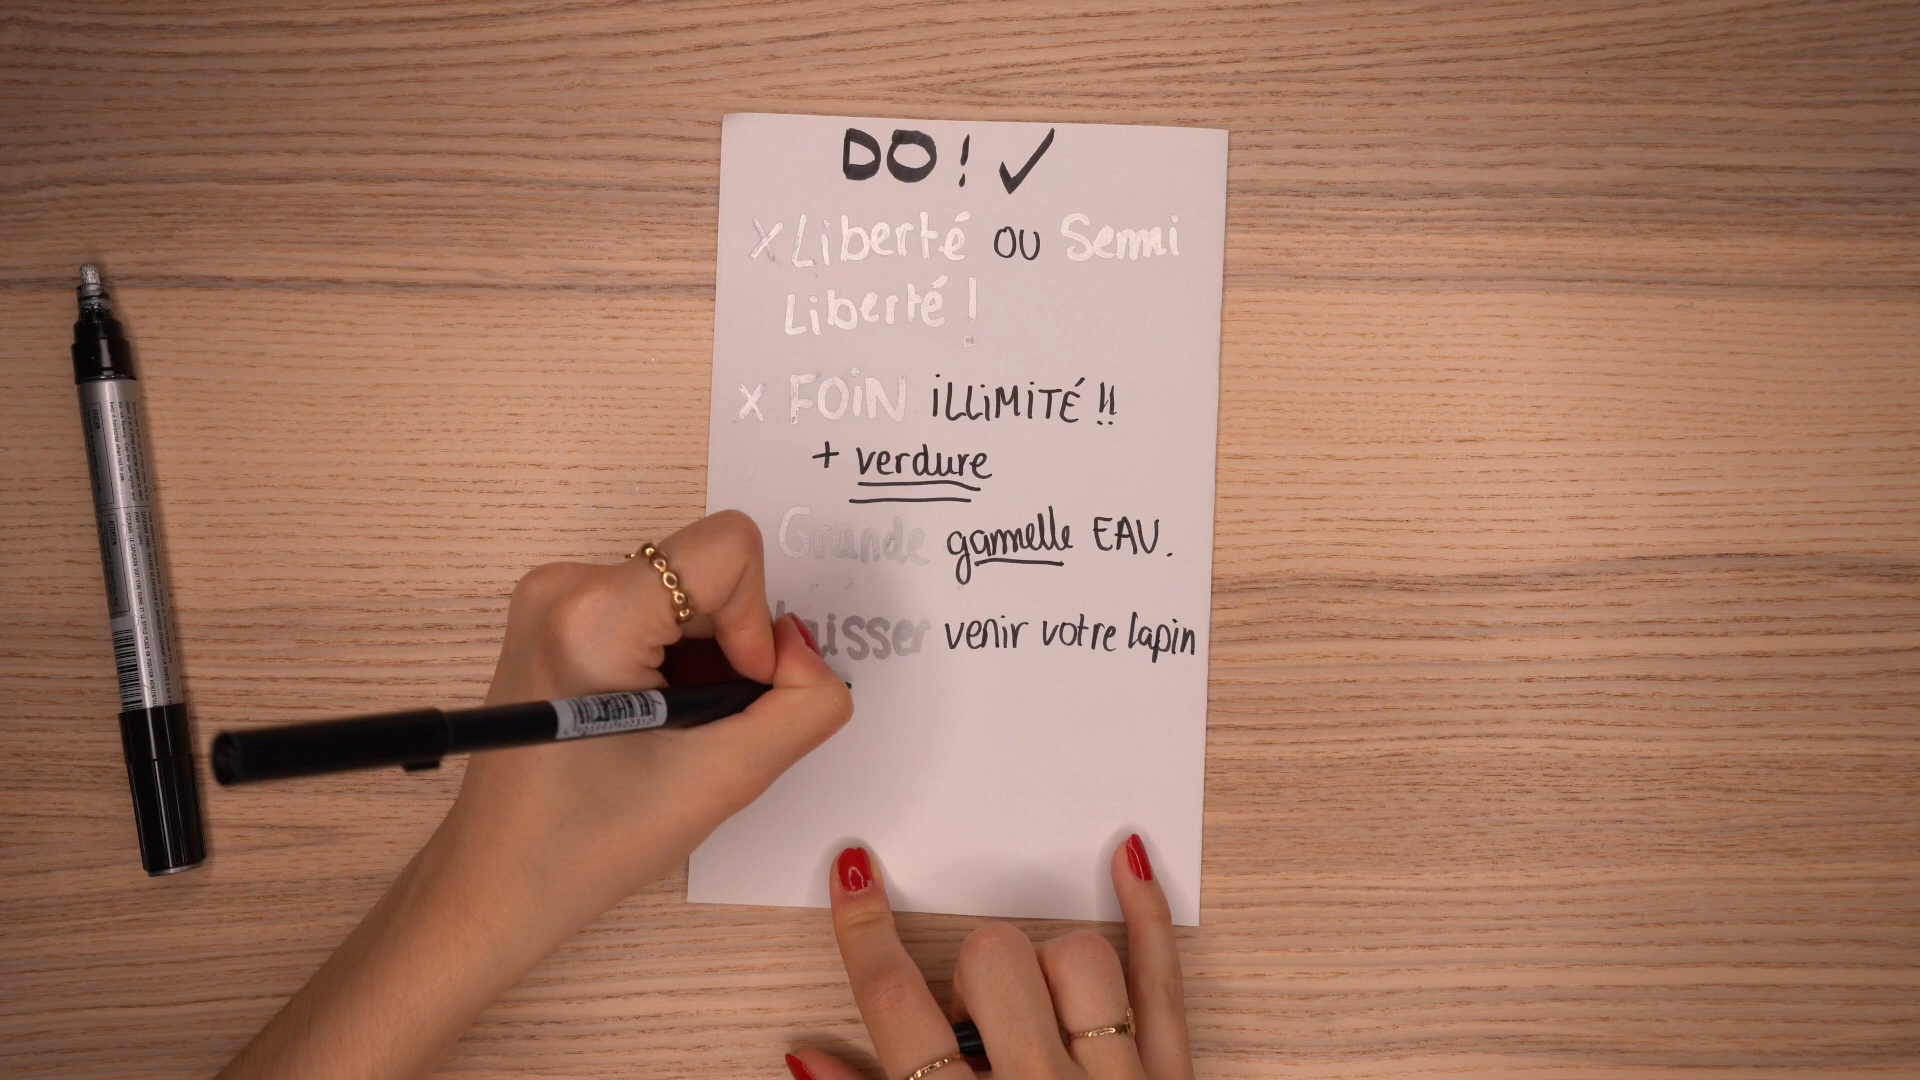 DO! ✓
x Liberté ou Semi
Liberté!
x FOiN iLLiMiTÉ!!
+ verdure
Grande gamelle EAU.
Laisser venir votre lapin